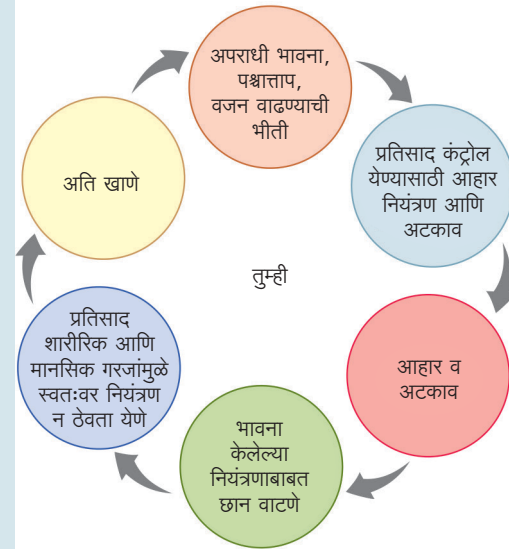 अपराधी भावना,
पश्चात्ताप,
वजन वाढण्याची
भीती
प्रतिसाद कंट्रोल
येण्यासाठी आहार
नियंत्रण आणि
अटकाव
आहार व
अटकाव
भावना
केलेल्या
नियंत्रणाबाबत
छान वाटणे
प्रतिसाद
शारीरिक आणि
मानसिक गरजांमुळे
स्वतःवर नियंत्रण
न ठेवता येणे
अति खाणे
तुम्ही